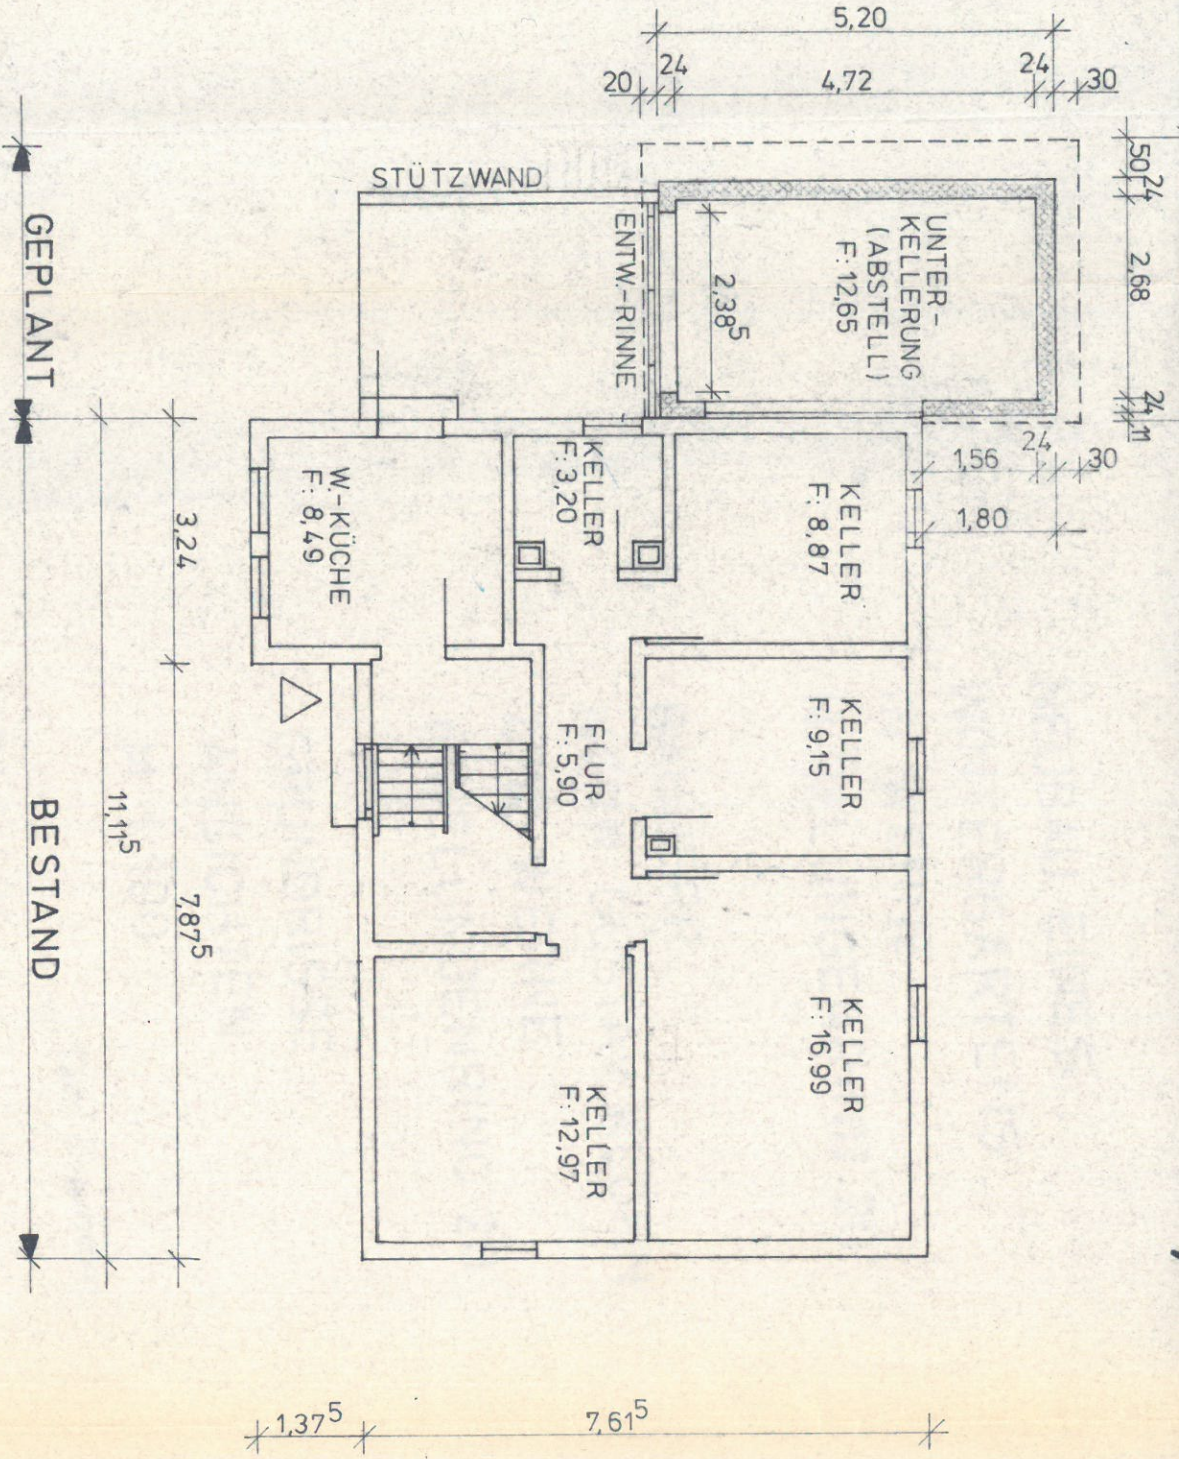 5,20
20
24
4,72
24
30
50
24
2,68
24
11
STÜTZWAND
ENTW.-RINNE
2,38⁵
UNTER-
KELLERUNG
(ABSTELL)
F: 12,65
GEPLANT
1,56
24
30
1,80
3,24
W.-KÜCHE
F: 8,49
KELLER
F: 3,20
KELLER
F: 8,87
FLUR
F: 5,90
KELLER
F: 9,15
BESTAND
11,11⁵
7,87⁵
KELLER
F: 16,99
KELLER
F: 12,97
1,37⁵
7,61⁵